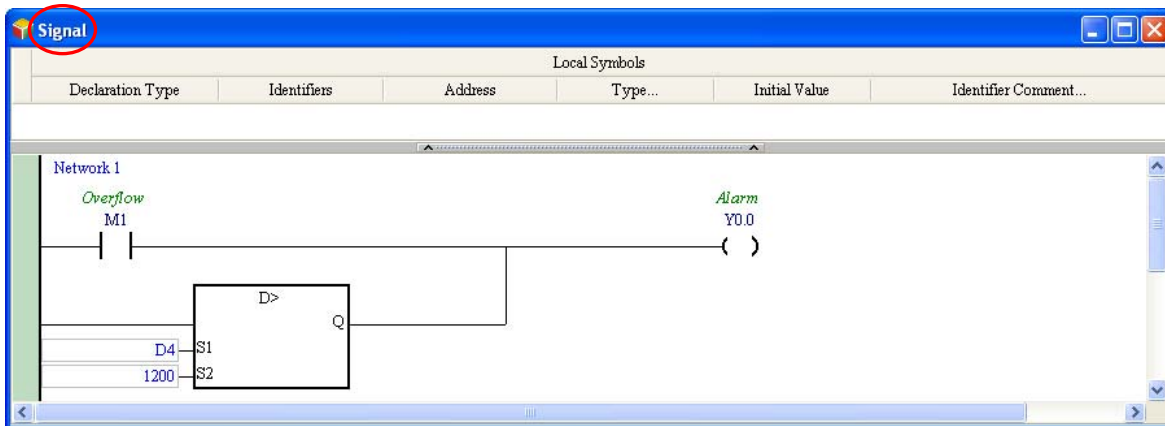 Signal
Local Symbols
Declaration Type Identifiers Address Type... Initial Value Identifier Comment...
Network 1
Overflow Alarm
M1 Y0.0
D>
Q
D4 S1
1200 S2